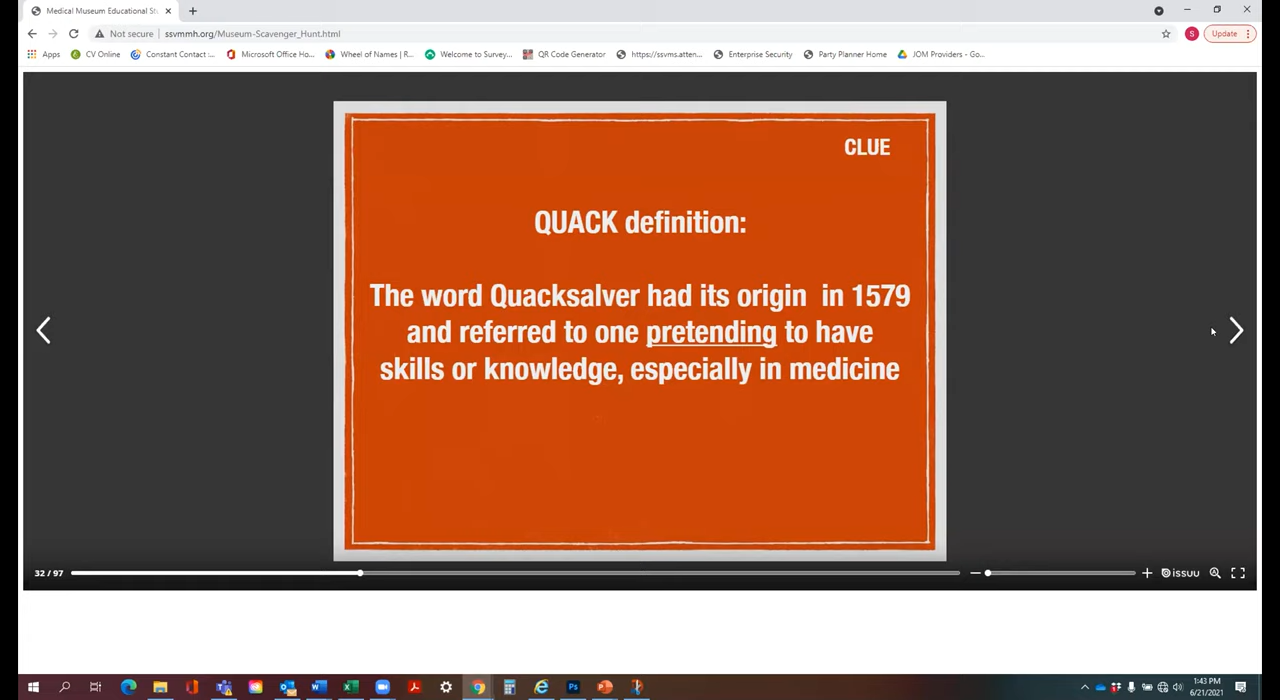 Medical Museum Educational St
Not secure | ssvmmh.org/Museum-Scavenger_Hunt.html
S
Update
Apps
CV Online
Constant Contact :...
Microsoft Office Ho...
Wheel of Names | R...
Welcome to Survey...
QR Code Generator
https://ssvms.atten...
Enterprise Security
Party Planner Home
JOM Providers - Go...
CLUE
QUACK definition:
The word Quacksalver had its origin in 1579
and referred to one pretending to have
skills or knowledge, especially in medicine
32 / 97
issuu
1:43 PM
6/21/2021